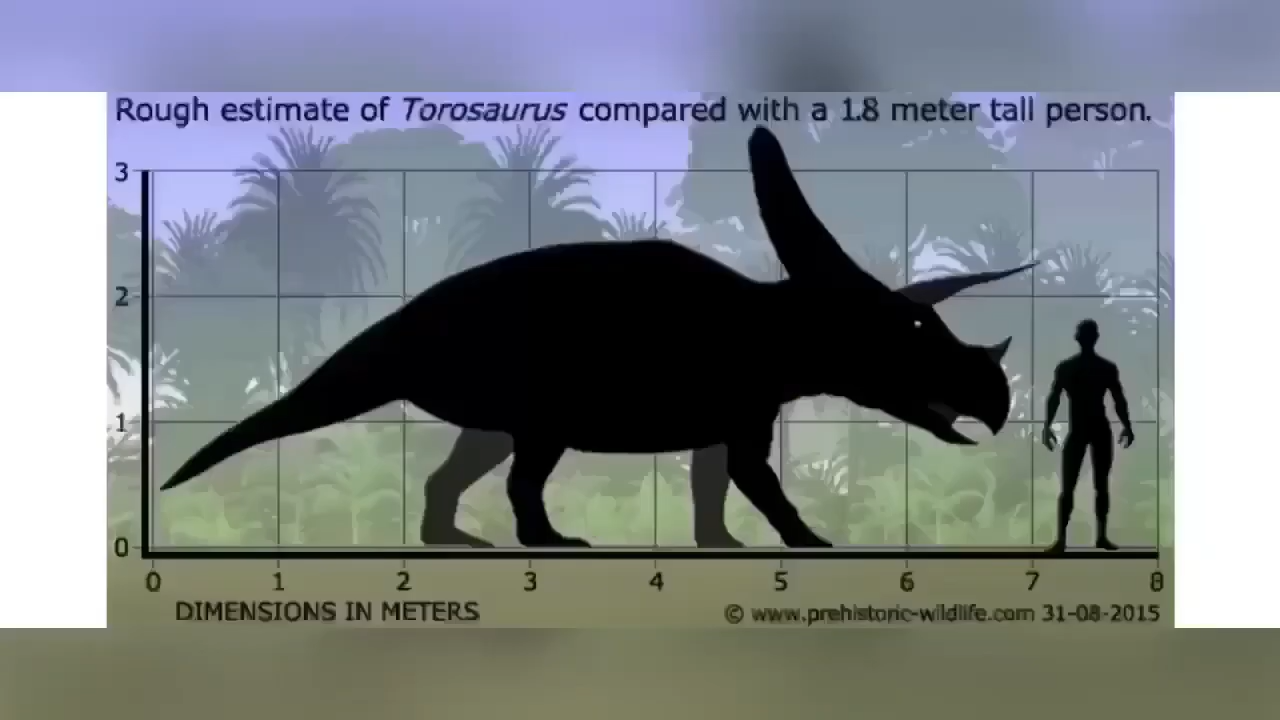 Rough estimate of Torosaurus compared with a 1.8 meter tall person.
3
2
1
0
0 1 2 3 4 5 6 7 8
DIMENSIONS IN METERS © www.prehistoric-wildlife.com 31-08-2015